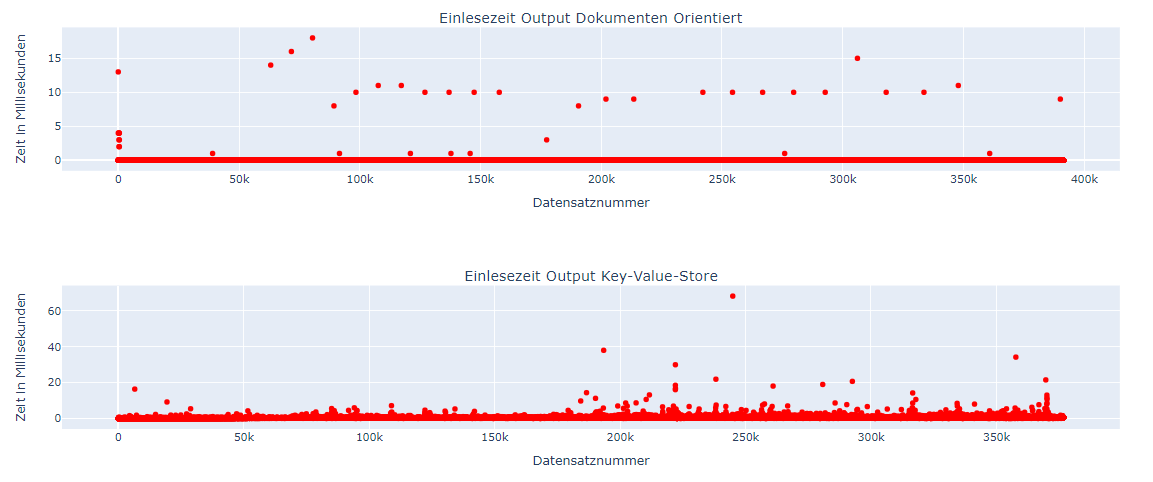 Einlesezeit Output Dokumenten Orientiert
Zeit in Millisekunden
15
10
5
0
0 50k 100k 150k 200k 250k 300k 350k 400k
Datensatznummer
Einlesezeit Output Key-Value-Store
Zeit in Millisekunden
60
40
20
0
0 50k 100k 150k 200k 250k 300k 350k
Datensatznummer